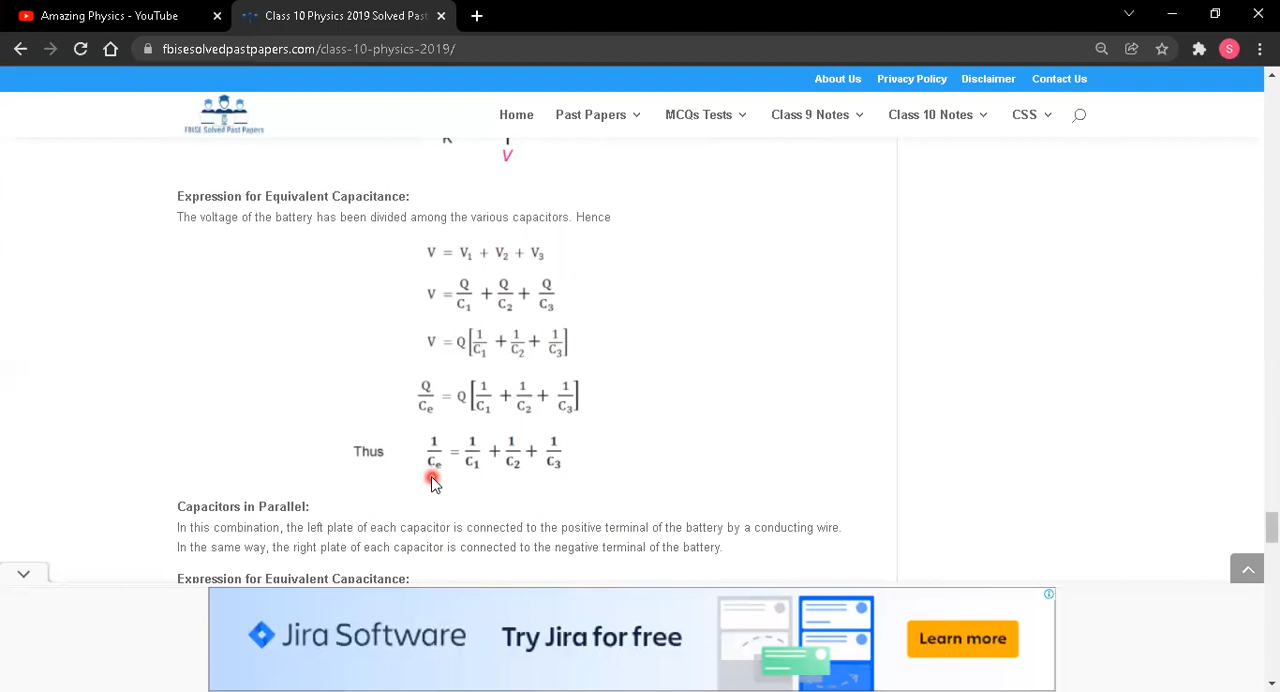 Amazing Physics - YouTube
Class 10 Physics 2019 Solved Past
fbisesolvedpastpapers.com/class-10-physics-2019/
S
About Us Privacy Policy Disclaimer Contact Us
FBISE Solved Past Papers
Home Past Papers MCQs Tests Class 9 Notes Class 10 Notes CSS
V
Expression for Equivalent Capacitance:
The voltage of the battery has been divided among the various capacitors. Hence
V = V₁ + V₂ + V₃
V = Q/C₁ + Q/C₂ + Q/C₃
V = Q[1/C₁ + 1/C₂ + 1/C₃]
Q/Cₑ = Q[1/C₁ + 1/C₂ + 1/C₃]
Thus 1/Cₑ = 1/C₁ + 1/C₂ + 1/C₃
Capacitors in Parallel:
In this combination, the left plate of each capacitor is connected to the positive terminal of the battery by a conducting wire.
In the same way, the right plate of each capacitor is connected to the negative terminal of the battery.
Expression for Equivalent Capacitance:
Jira Software Try Jira for free Learn more